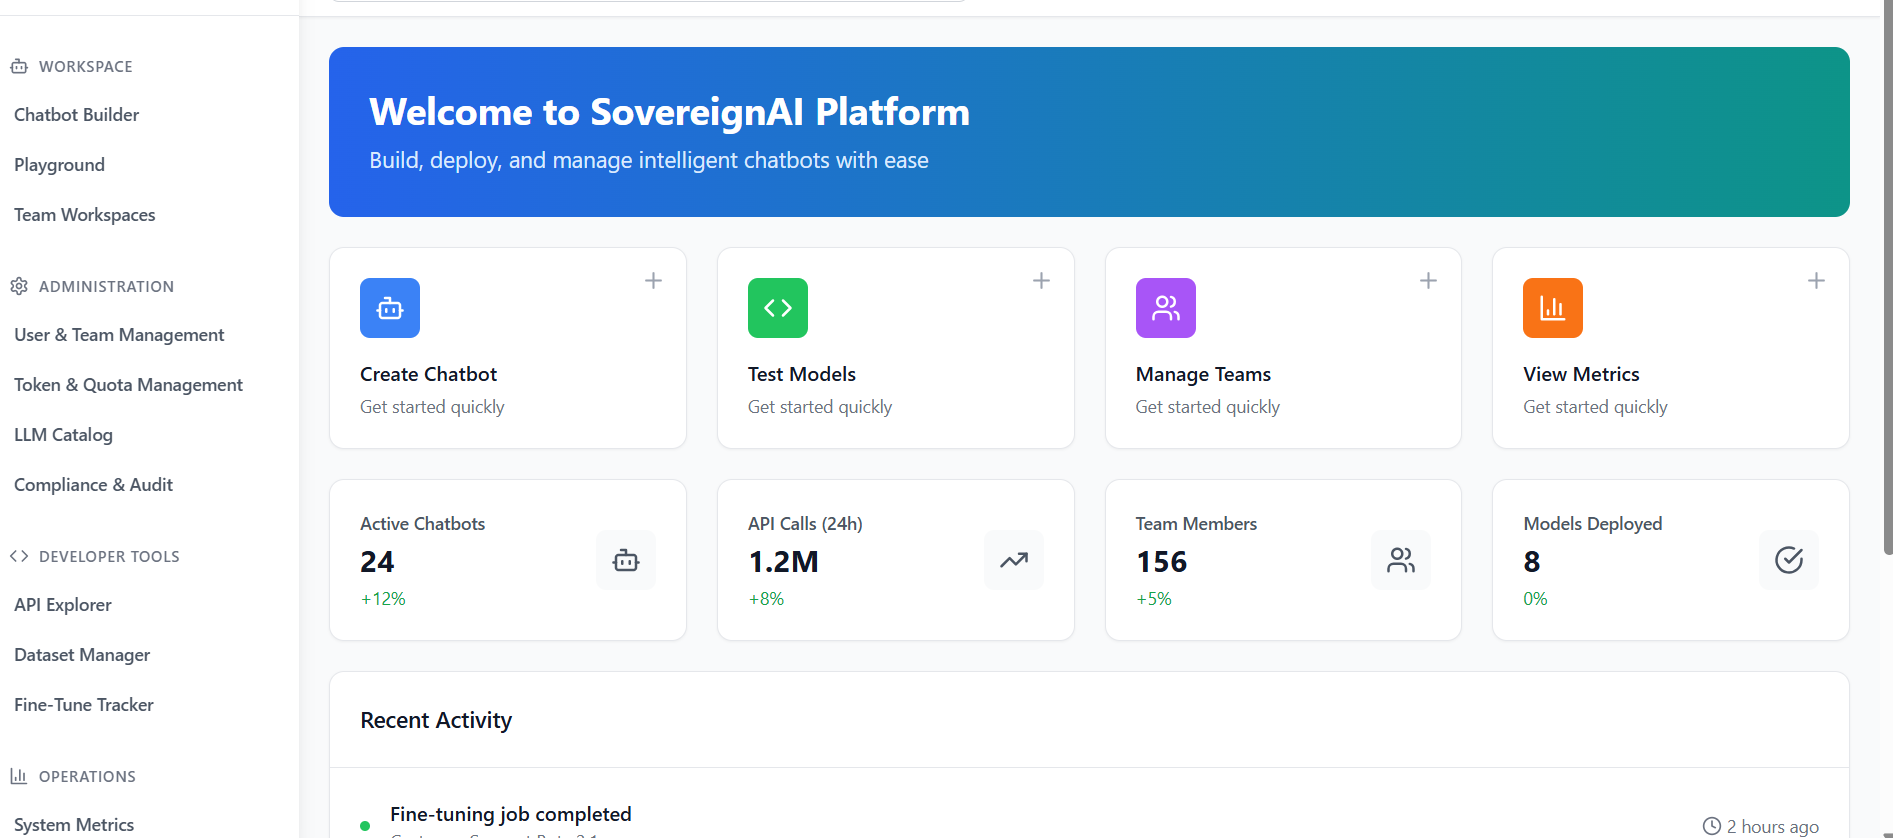 WORKSPACE
Chatbot Builder
Playground
Team Workspaces
ADMINISTRATION
User & Team Management
Token & Quota Management
LLM Catalog
Compliance & Audit
DEVELOPER TOOLS
API Explorer
Dataset Manager
Fine-Tune Tracker
OPERATIONS
System Metrics
Welcome to SovereignAI Platform
Build, deploy, and manage intelligent chatbots with ease
Create Chatbot
Get started quickly
Test Models
Get started quickly
Manage Teams
Get started quickly
View Metrics
Get started quickly
Active Chatbots
24
+12%
API Calls (24h)
1.2M
+8%
Team Members
156
+5%
Models Deployed
8
0%
Recent Activity
Fine-tuning job completed
2 hours ago